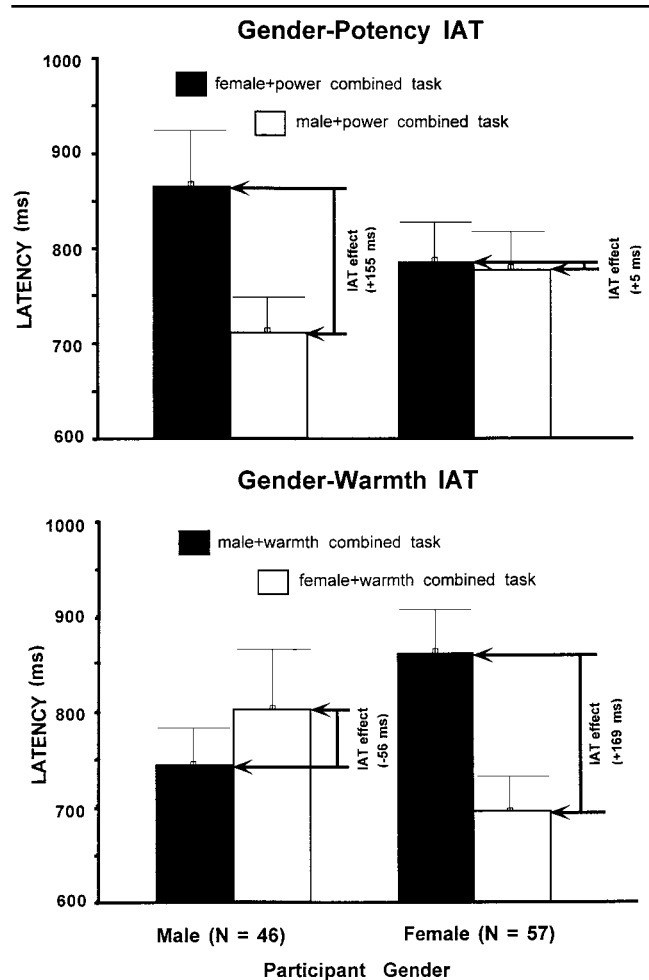 Gender-Potency IAT
1000
female+power combined task
male+power combined task
900
LATENCY (ms)
800
IAT effect
(+155 ms)
IAT effect
(+5 ms)
700
600
Gender-Warmth IAT
1000
male+warmth combined task
female+warmth combined task
900
LATENCY (ms)
800
IAT effect
(-56 ms)
IAT effect
(+169 ms)
700
600
Male (N = 46)
Female (N = 57)
Participant Gender